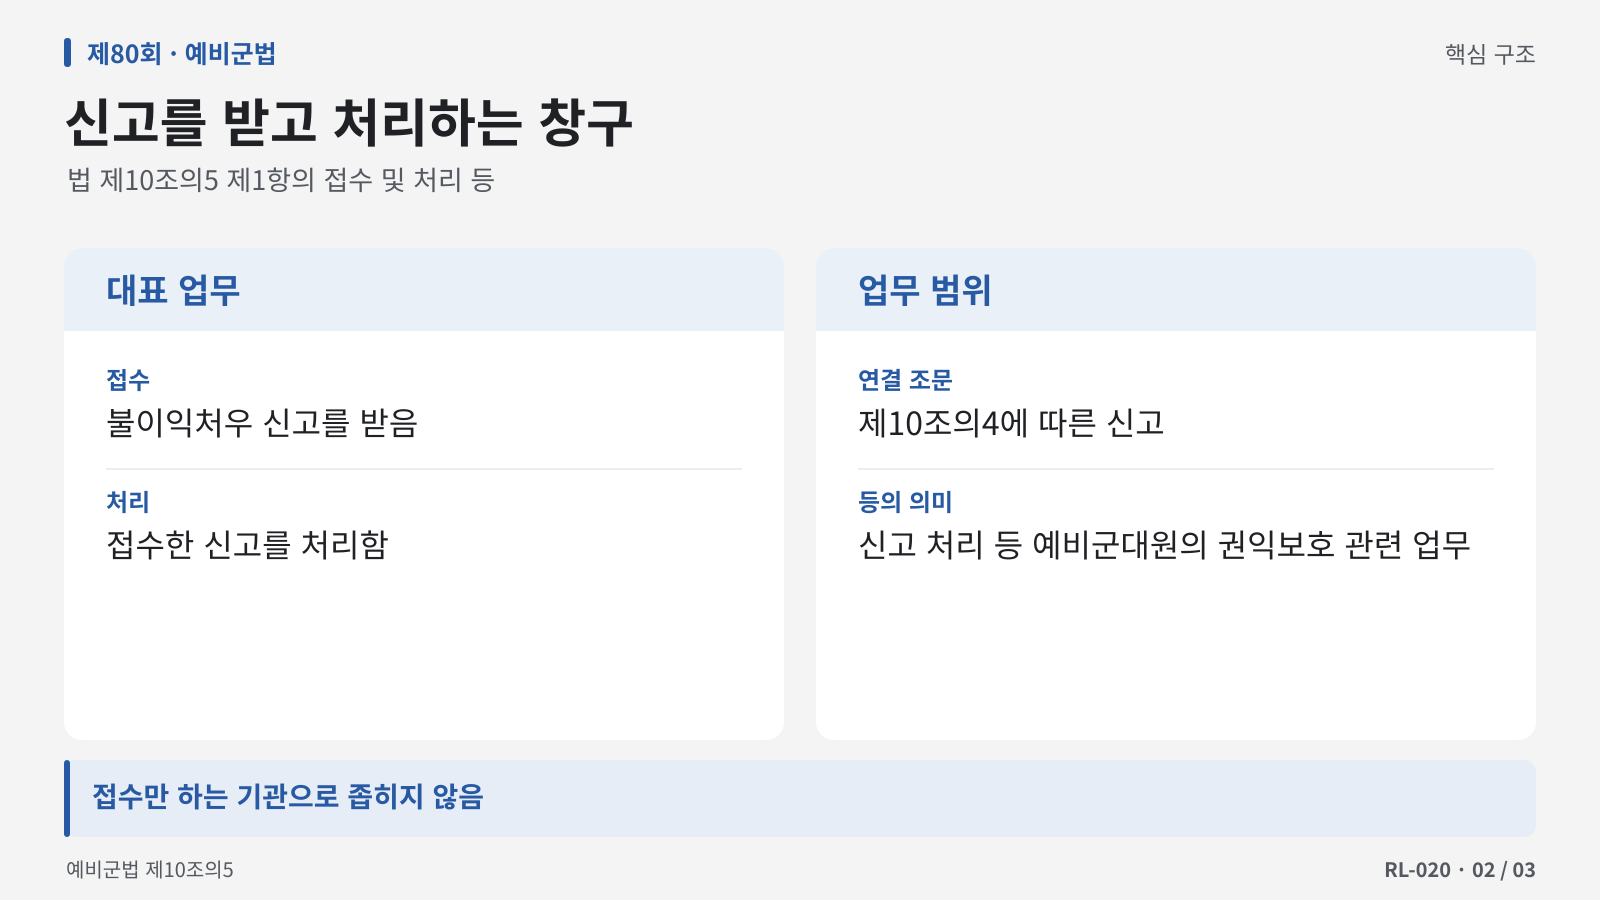 제80회 · 예비군법
핵심 구조
신고를 받고 처리하는 창구
법 제10조의5 제1항의 접수 및 처리 등
대표 업무
접수
불이익처우 신고를 받음
처리
접수한 신고를 처리함
업무 범위
연결 조문
제10조의4에 따른 신고
등의 의미
신고 처리 등 예비군대원의 권익보호 관련 업무
접수만 하는 기관으로 좁히지 않음
예비군법 제10조의5
RL-020 · 02 / 03